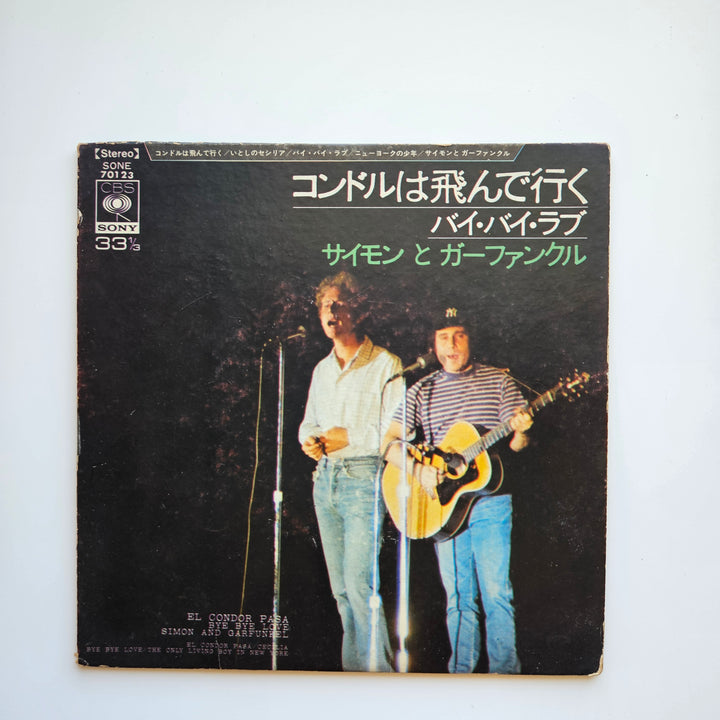 【Stereo】
SONE
70123
CBS
SONY
33 1/3
コンドルは飛んで行く/いとしのセシリア/バイ・バイ・ラブ/ニューヨークの少年/サイモンと ガーファンクル
コンドルは飛んで行く
バイ・バイ・ラブ
サイモン と ガーファンクル
NY
EL CONDOR PASA
BYE BYE LOVE
SIMON AND GARFUNKEL
EL CONDOR PASA/CECELIA
BYE BYE LOVE/THE ONLY LIVING BOY IN NEW YORK